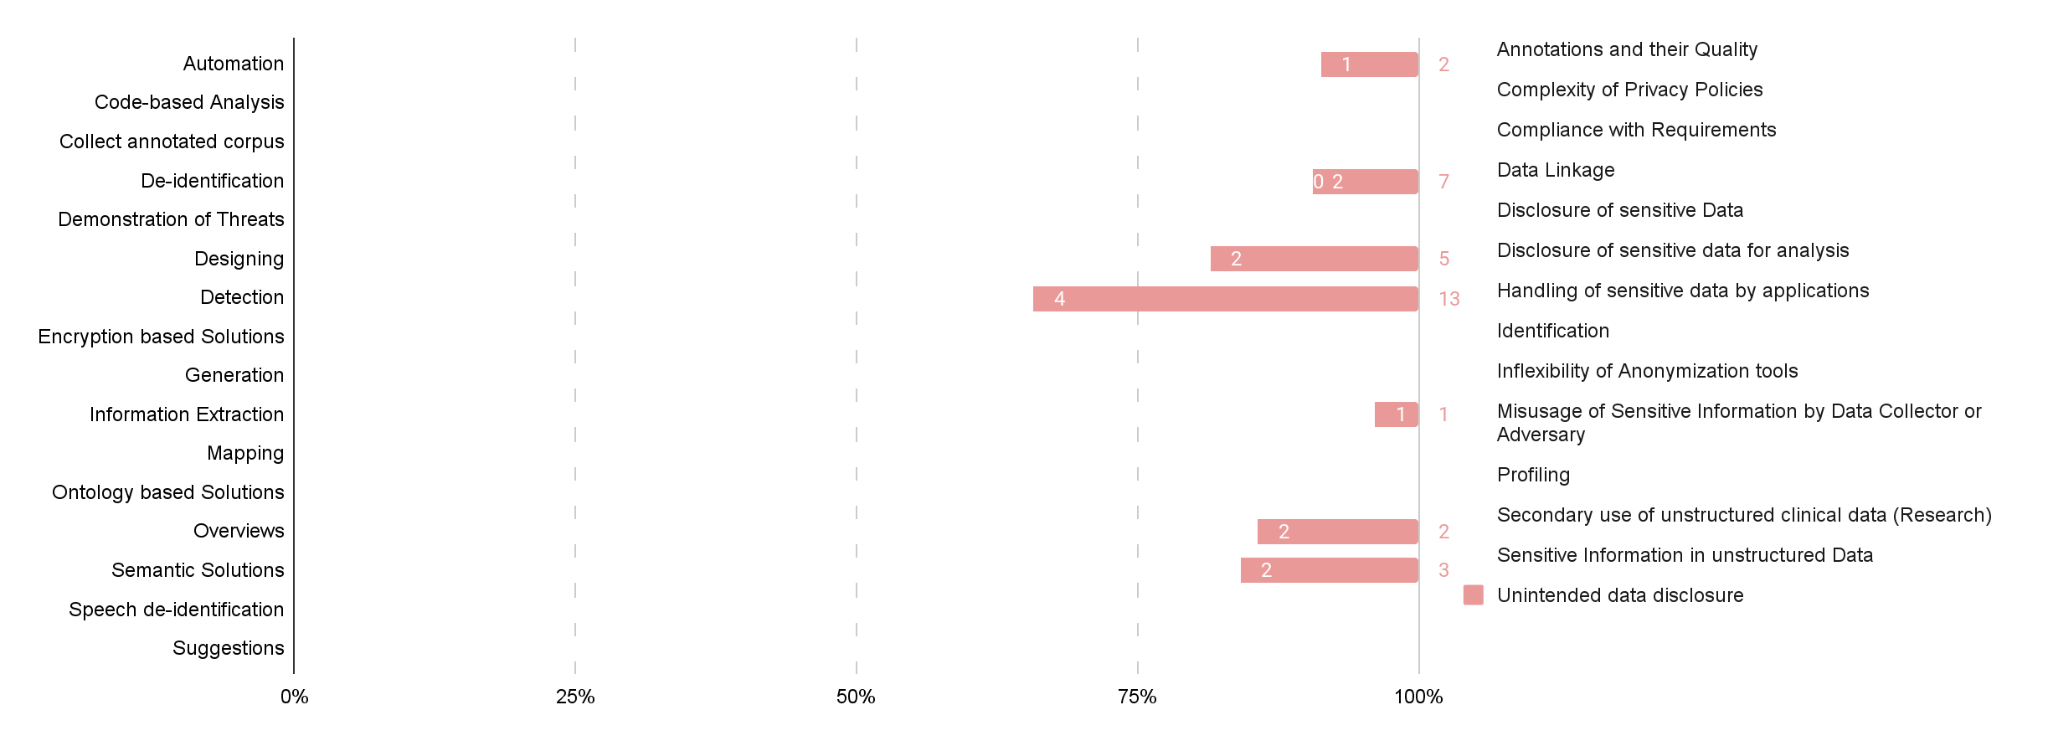 Automation 1 2
Code-based Analysis
Collect annotated corpus
De-identification 0 2 7
Demonstration of Threats
Designing 2 5
Detection 4 13
Encryption based Solutions
Generation
Information Extraction 1 1
Mapping
Ontology based Solutions
Overviews 2 2
Semantic Solutions 2 3
Speech de-identification
Suggestions
0% 25% 50% 75% 100%
Annotations and their Quality
Complexity of Privacy Policies
Compliance with Requirements
Data Linkage
Disclosure of sensitive Data
Disclosure of sensitive data for analysis
Handling of sensitive data by applications
Identification
Inflexibility of Anonymization tools
Misusage of Sensitive Information by Data Collector or
Adversary
Profiling
Secondary use of unstructured clinical data (Research)
Sensitive Information in unstructured Data
Unintended data disclosure